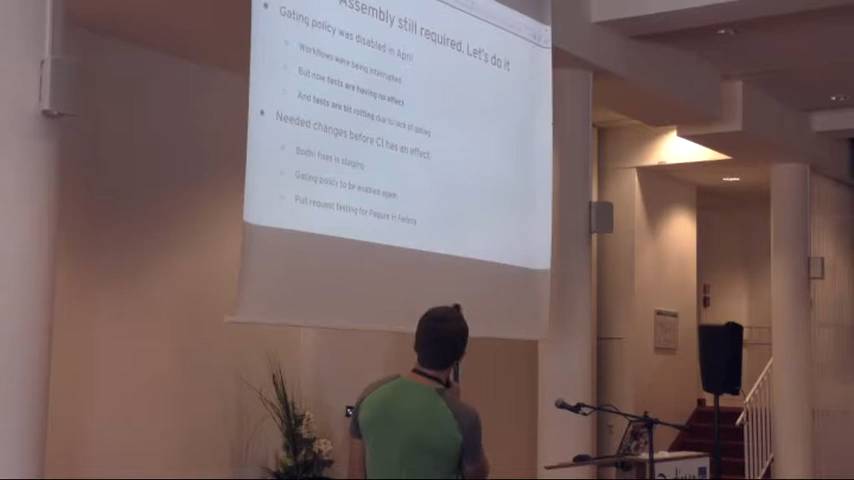 Assembly still required. Let's do it
Gating policy was disabled in April
Workflows were being interrupted
But now tests are having no effect
And tests are bit rotting due to lack of gating
Needed changes before CI has an effect
Bodhi fixes in staging
Gating policy to be enabled again
Pull request testing for Pagure in Fedora